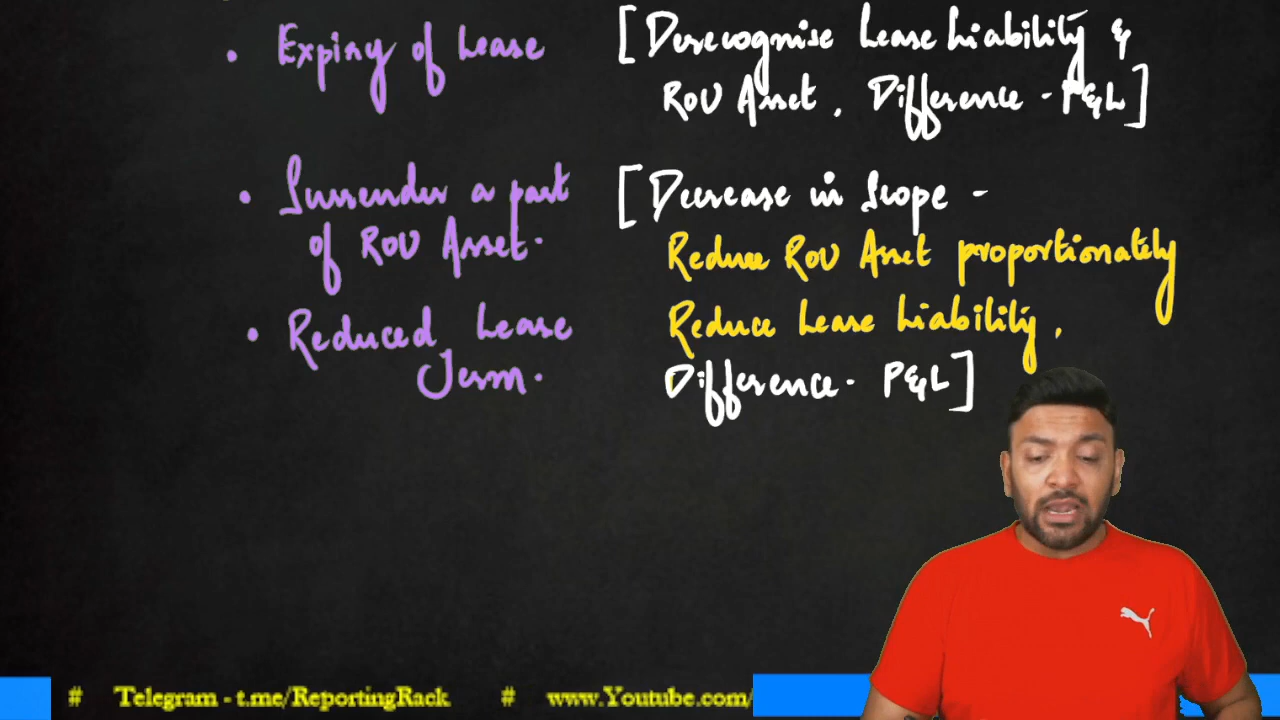 • Expiry of Lease
[Derecognise Lease Liability &
ROU Asset, Difference - P&L]
• Surrender a part
of ROU Asset.
[Decrease in Scope -
Reduce ROU Asset proportionately
• Reduced Lease
Term.
Reduce Lease Liability,
Difference - P&L]
# Telegram - t.me/ReportingRack # www.Youtube.com/